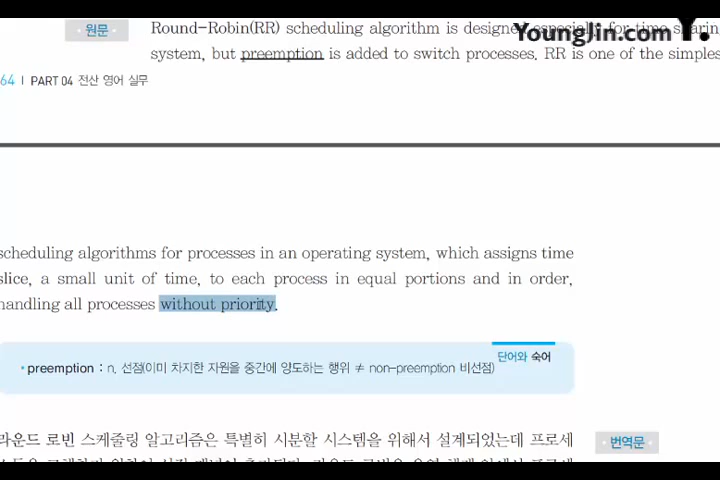 원문
Round-Robin(RR) scheduling algorithm is designed especially for time
YoungJin.com Y.
system, but preemption is added to switch processes. RR is one of the simples
64 | PART 04 전산 영어 실무
scheduling algorithms for processes in an operating system, which assigns time
slice, a small unit of time, to each process in equal portions and in order,
handling all processes without priority.
단어와 숙어
• preemption : n. 선점(이미 차지한 자원을 중간에 양도하는 행위 ≠ non-preemption 비선점)
라운드 로빈 스케줄링 알고리즘은 특별히 시분할 시스템을 위해서 설계되었는데 프로세
번역문